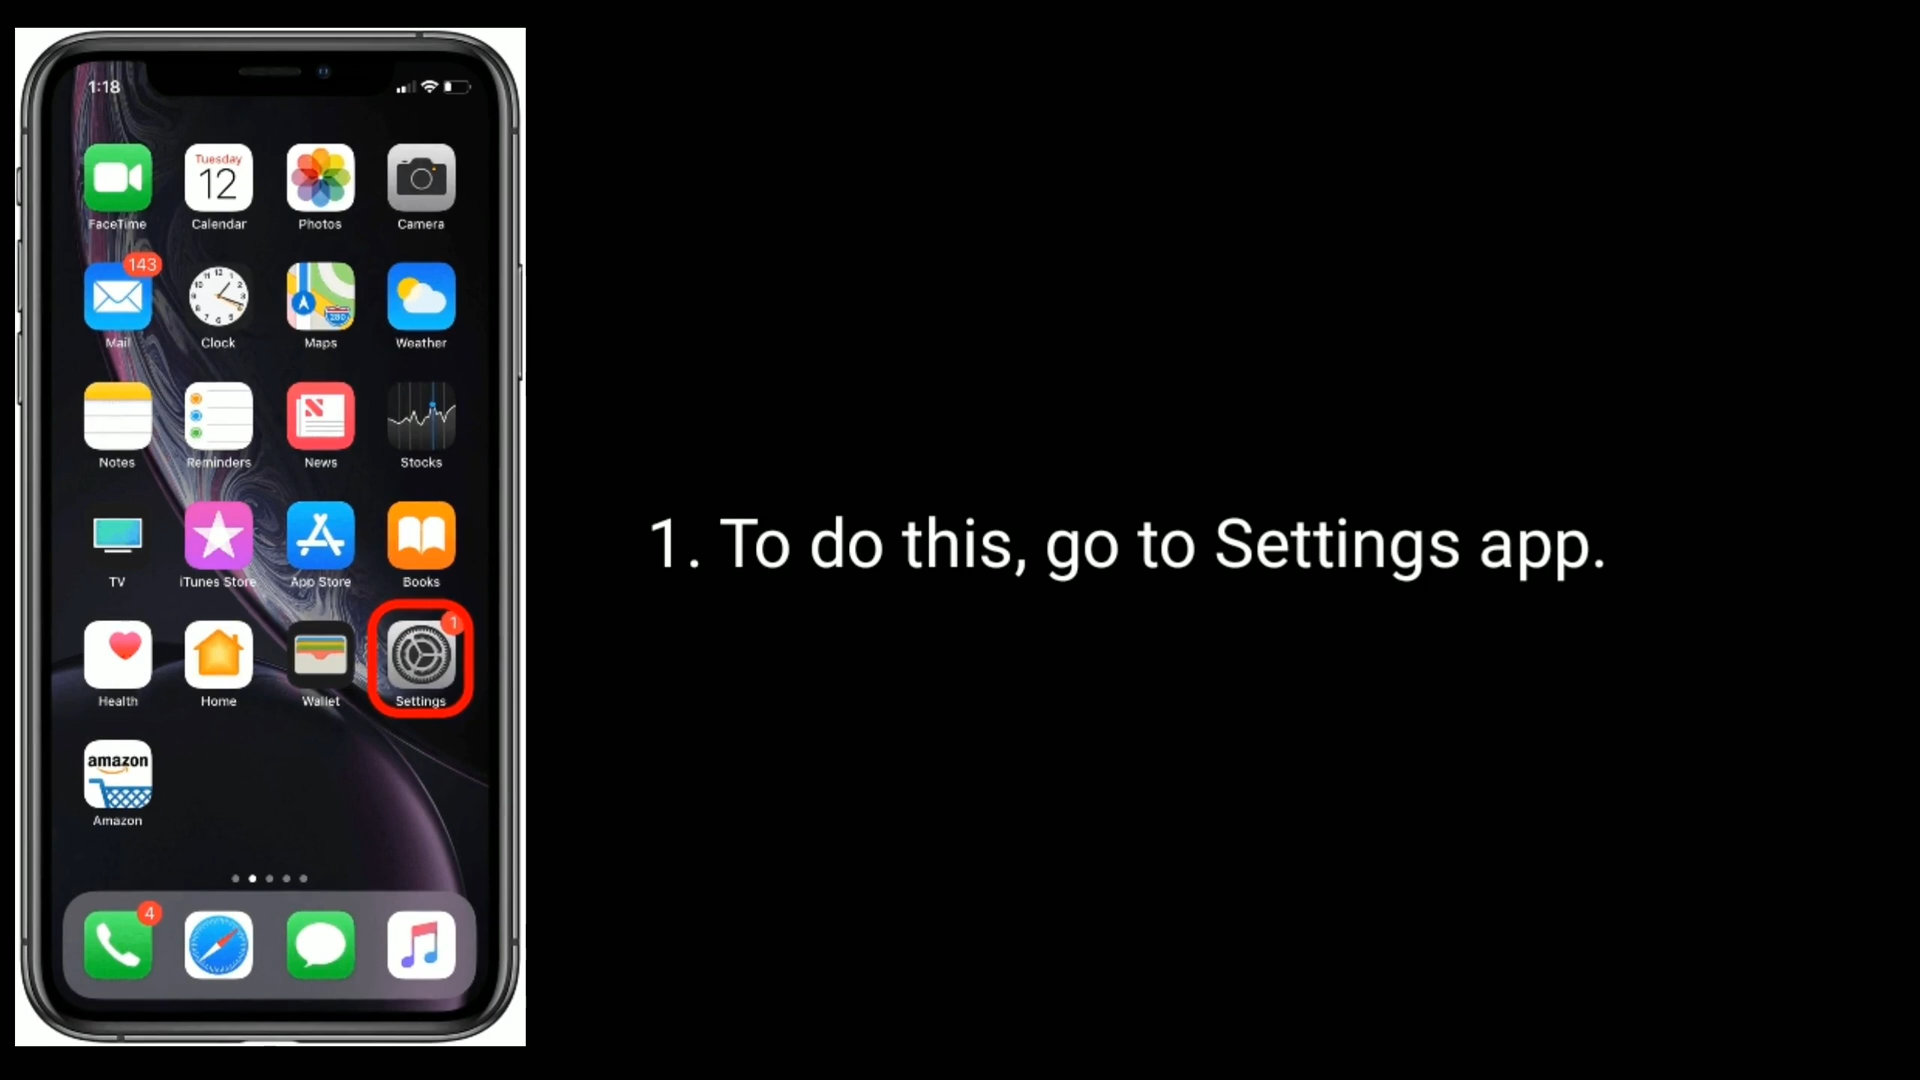 1:18
Tuesday
12
FaceTime
Calendar
Photos
Camera
143
Mail
Clock
Maps
280
Weather
Notes
Reminders
News
Stocks
TV
iTunes Store
App Store
Books
1
Health
Home
Wallet
Settings
amazon
Amazon
4
1. To do this, go to Settings app.